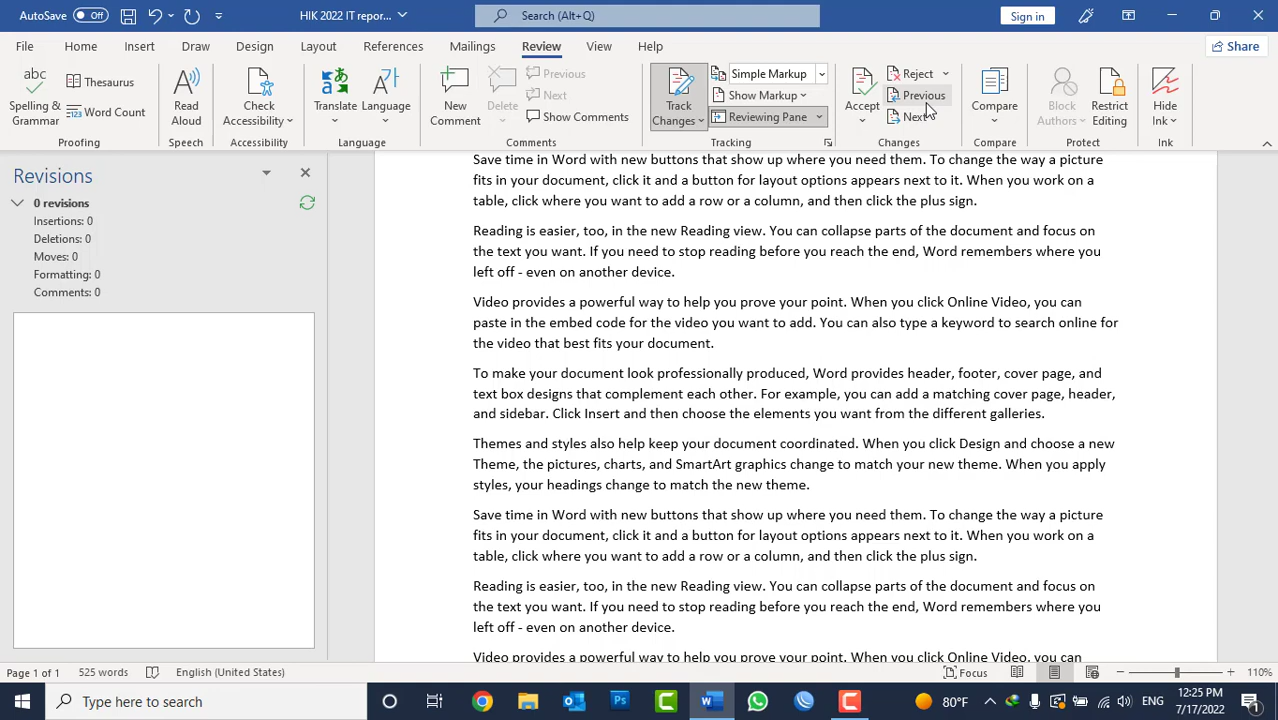 AutoSave Off HIK 2022 IT repor... Search (Alt+Q) Sign in
File Home Insert Draw Design Layout References Mailings Review View Help Share
Spelling & Grammar Thesaurus Word Count Read Aloud Check Accessibility Translate Language New Comment Delete Previous Next Show Comments Track Changes Simple Markup Show Markup Reviewing Pane Accept Reject Previous Next Compare Block Authors Restrict Editing Hide Ink
Proofing Speech Accessibility Language Comments Tracking Changes Compare Protect Ink
Revisions
0 revisions
Insertions: 0
Deletions: 0
Moves: 0
Formatting: 0
Comments: 0
Save time in Word with new buttons that show up where you need them. To change the way a picture
fits in your document, click it and a button for layout options appears next to it. When you work on a
table, click where you want to add a row or a column, and then click the plus sign.
Reading is easier, too, in the new Reading view. You can collapse parts of the document and focus on
the text you want. If you need to stop reading before you reach the end, Word remembers where you
left off - even on another device.
Video provides a powerful way to help you prove your point. When you click Online Video, you can
paste in the embed code for the video you want to add. You can also type a keyword to search online for
the video that best fits your document.
To make your document look professionally produced, Word provides header, footer, cover page, and
text box designs that complement each other. For example, you can add a matching cover page, header,
and sidebar. Click Insert and then choose the elements you want from the different galleries.
Themes and styles also help keep your document coordinated. When you click Design and choose a new
Theme, the pictures, charts, and SmartArt graphics change to match your new theme. When you apply
styles, your headings change to match the new theme.
Save time in Word with new buttons that show up where you need them. To change the way a picture
fits in your document, click it and a button for layout options appears next to it. When you work on a
table, click where you want to add a row or a column, and then click the plus sign.
Reading is easier, too, in the new Reading view. You can collapse parts of the document and focus on
the text you want. If you need to stop reading before you reach the end, Word remembers where you
left off - even on another device.
Video provides a powerful way to help you prove your point. When you click Online Video, you can
Page 1 of 1 525 words English (United States) Focus 110%
Type here to search 80°F ENG 12:25 PM
7/17/2022